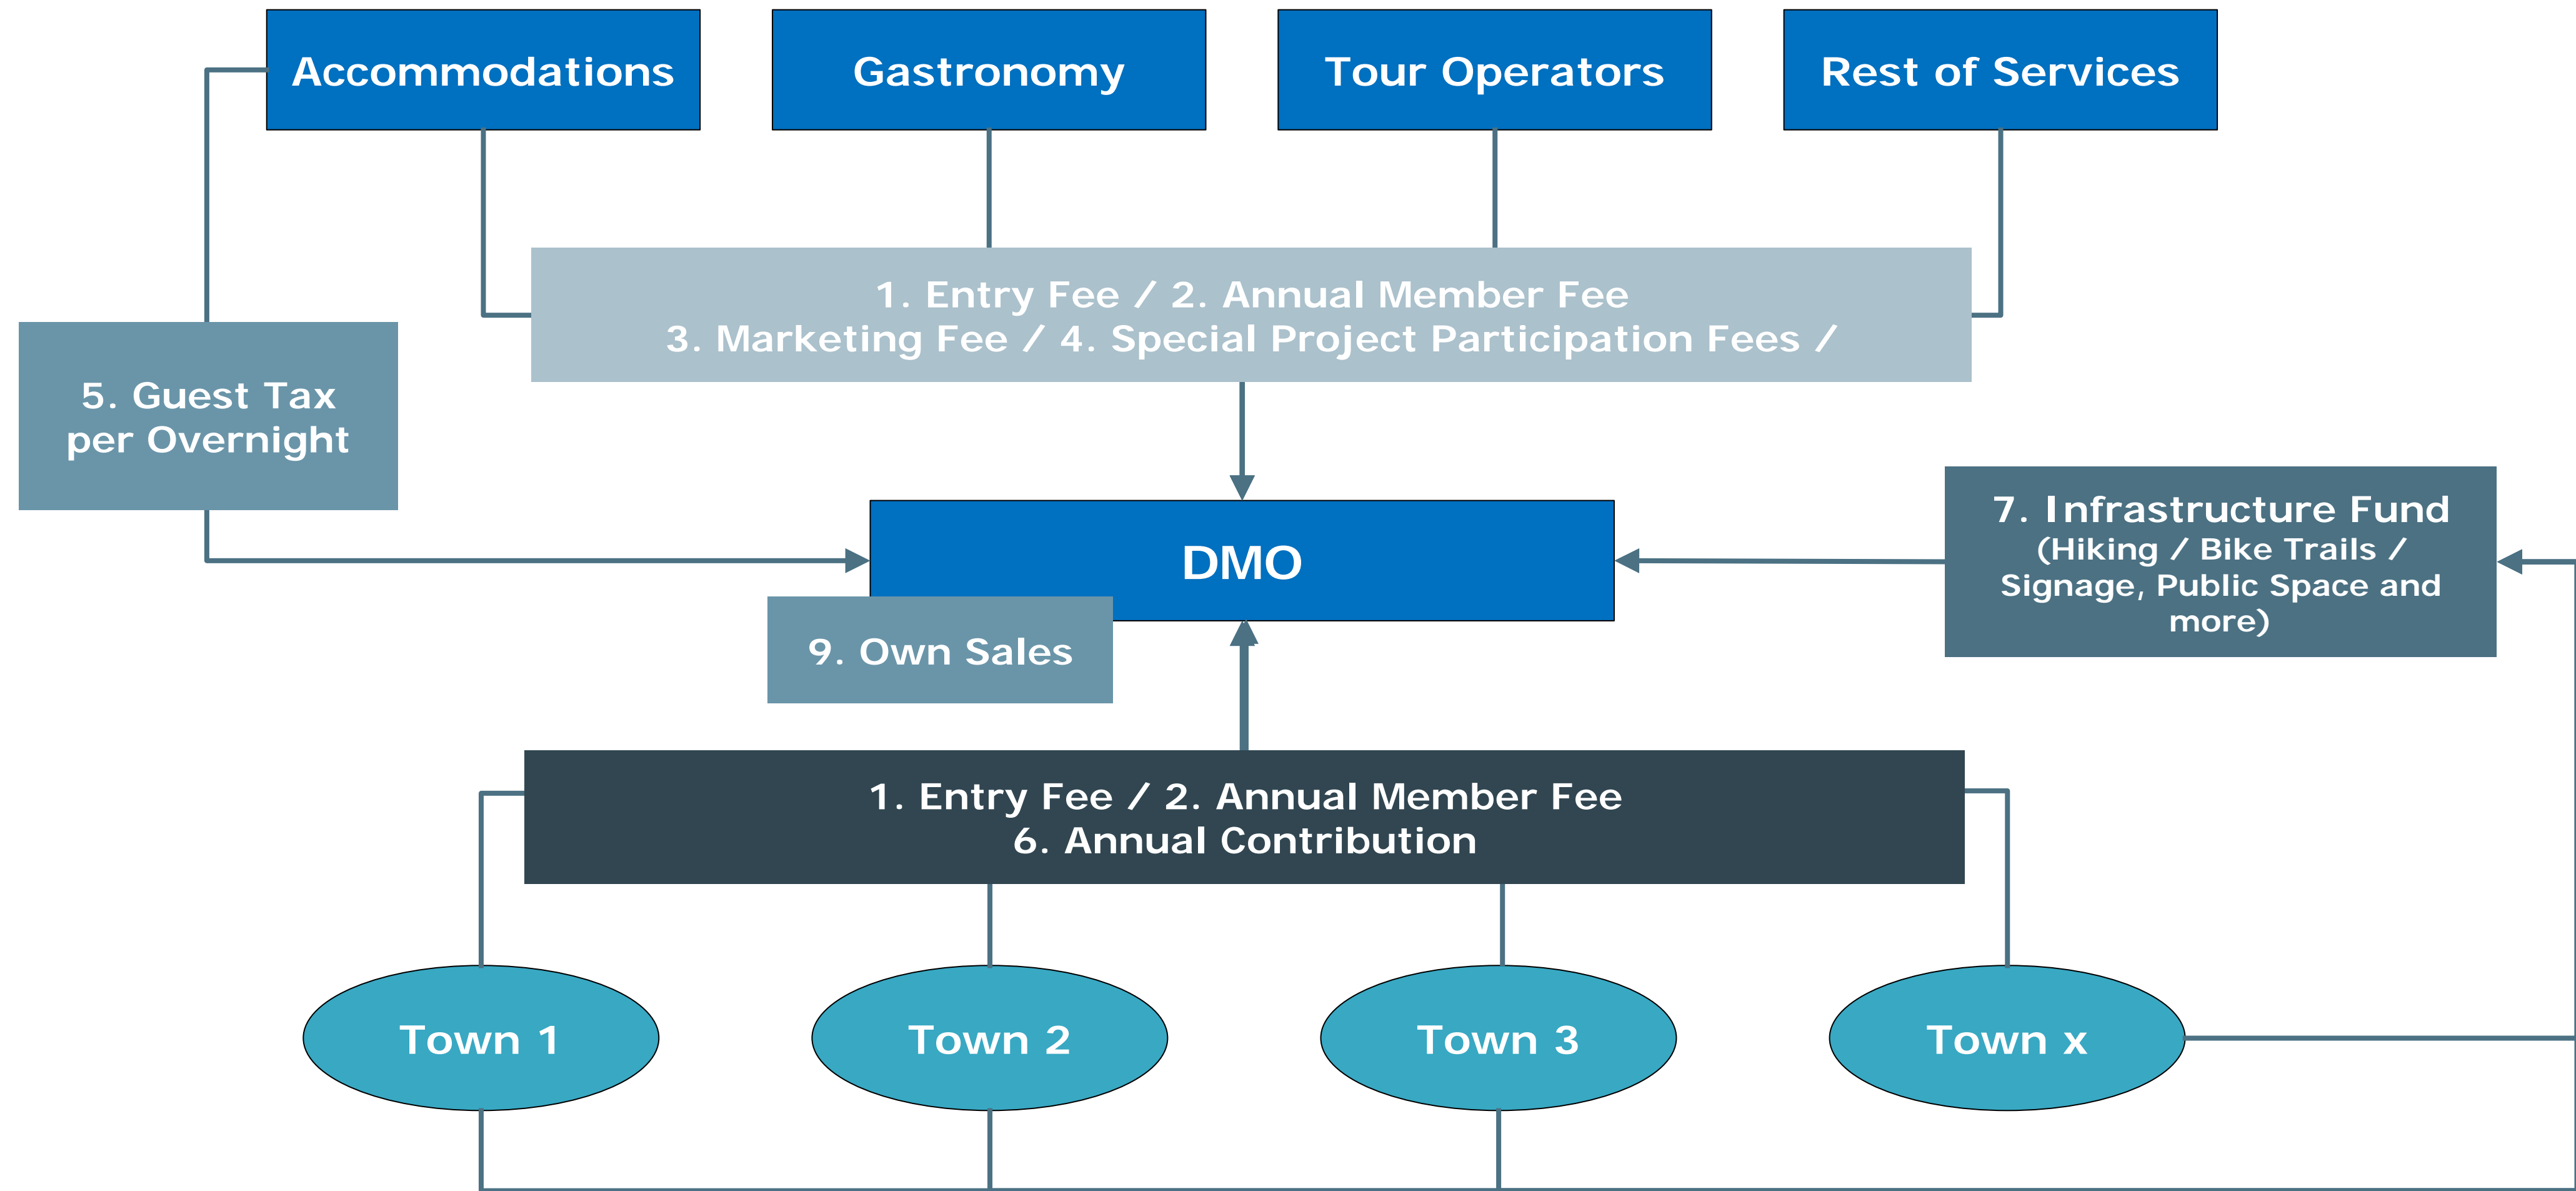 Accommodations
Gastronomy
Tour Operators
Rest of Services
1. Entry Fee / 2. Annual Member Fee
3. Marketing Fee / 4. Special Project Participation Fees /
5. Guest Tax
per Overnight
DMO
7. Infrastructure Fund
(Hiking / Bike Trails /
Signage, Public Space and
more)
9. Own Sales
1. Entry Fee / 2. Annual Member Fee
6. Annual Contribution
Town 1
Town 2
Town 3
Town x